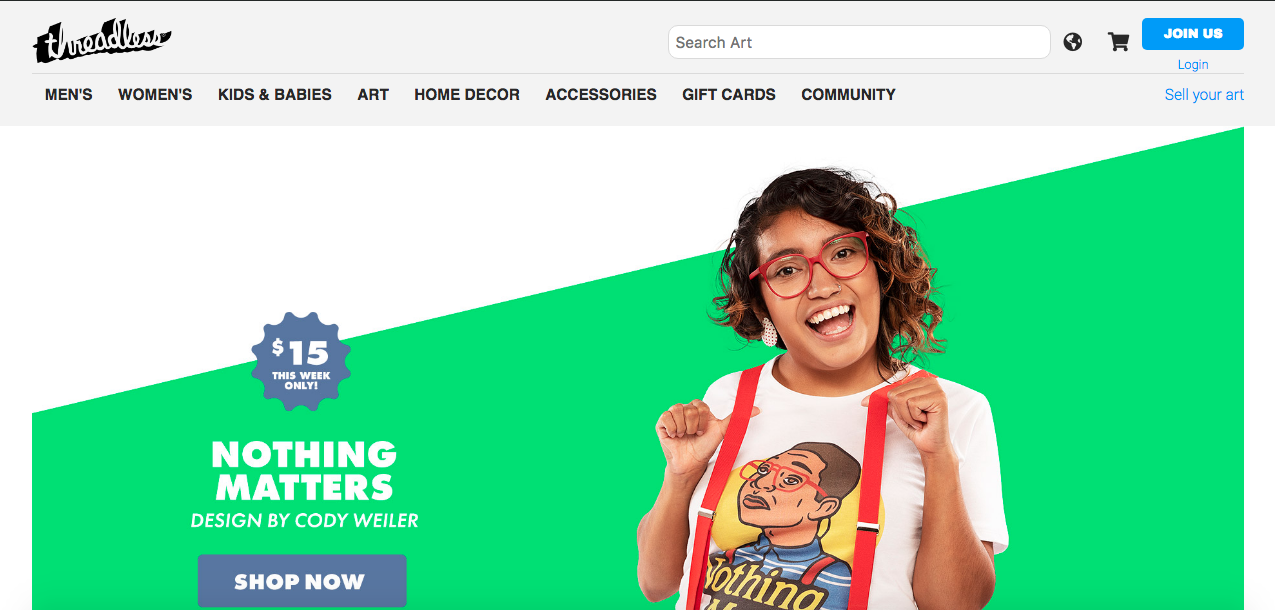 threadless
Search Art
JOIN US
Login
MEN'S WOMEN'S KIDS & BABIES ART HOME DECOR ACCESSORIES GIFT CARDS COMMUNITY Sell your art
$15
THIS WEEK
ONLY!
NOTHING
MATTERS
DESIGN BY CODY WEILER
SHOP NOW
Nothing